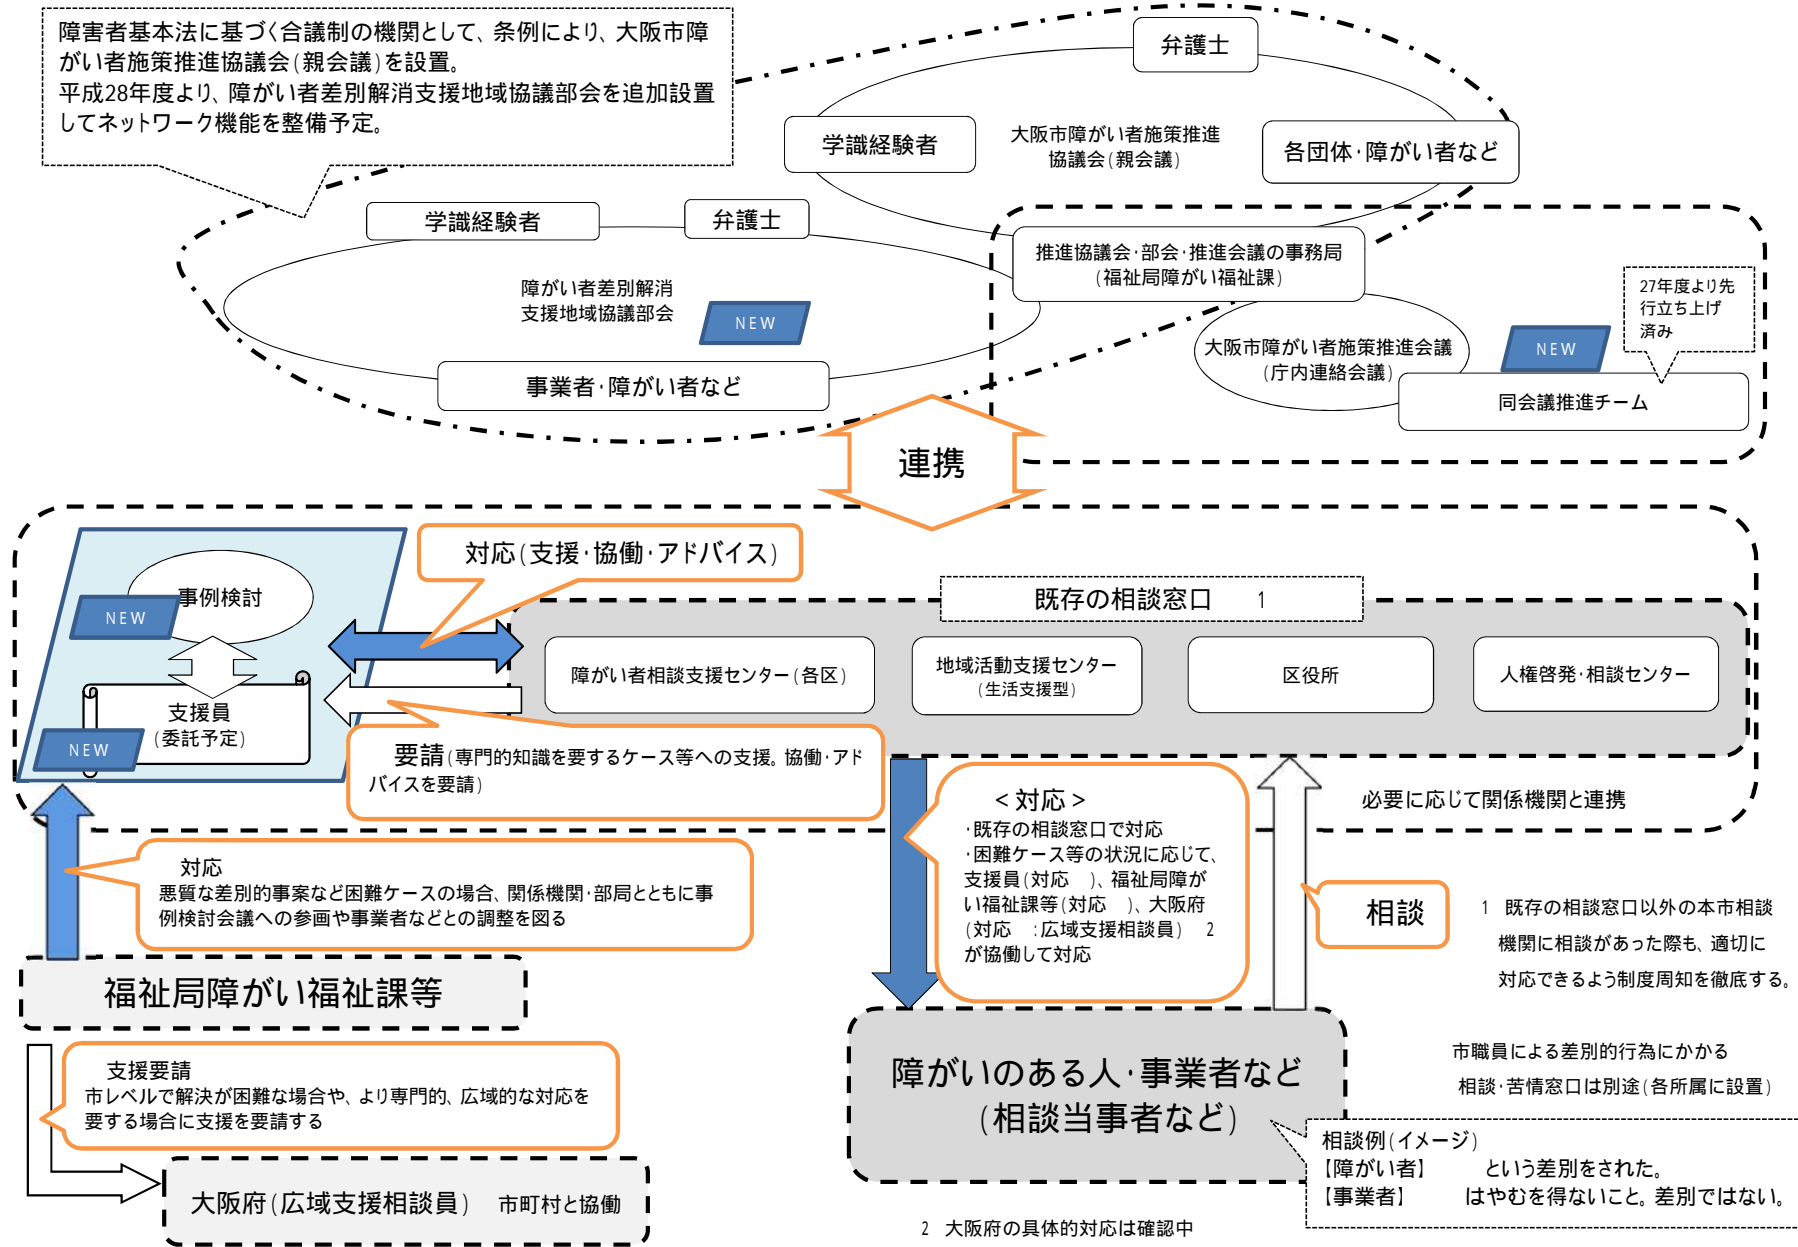 障害者基本法に基づく合議制の機関として、条例により、大阪市障
がい者施策推進協議会(親会議)を設置。
平成28年度より、障がい者差別解消支援地域協議部会を追加設置
してネットワーク機能を整備予定。
弁護士
学識経験者
大阪市障がい者施策推進
協議会(親会議)
各団体・障がい者など
学識経験者
弁護士
推進協議会・部会・推進会議の事務局
(福祉局障がい福祉課)
障がい者差別解消
支援地域協議部会
NEW
事業者・障がい者など
27年度より先
行立ち上げ
済み
大阪市障がい者施策推進会議
(庁内連絡会議)
NEW
同会議推進チーム
連携
対応(支援・協働・アドバイス)
事例検討
NEW
支援員
(委託予定)
NEW
既存の相談窓口 1
障がい者相談支援センター(各区)
地域活動支援センター
(生活支援型)
区役所
人権啓発・相談センター
要請(専門的知識を要するケース等への支援。協働・アド
バイスを要請)
必要に応じて関係機関と連携
<対応>
・既存の相談窓口で対応
・困難ケース等の状況に応じて、
支援員(対応 )、福祉局障が
い福祉課等(対応 )、大阪府
(対応 :広域支援相談員) 2
が協働して対応
対応
悪質な差別的事案など困難ケースの場合、関係機関・部局とともに事
例検討会議への参画や事業者などとの調整を図る
相談
1 既存の相談窓口以外の本市相談
機関に相談があった際も、適切に
対応できるよう制度周知を徹底する。
福祉局障がい福祉課等
支援要請
市レベルで解決が困難な場合や、より専門的、広域的な対応を
要する場合に支援を要請する
障がいのある人・事業者など
(相談当事者など)
市職員による差別的行為にかかる
相談・苦情窓口は別途(各所属に設置)
相談例(イメージ)
【障がい者】 という差別をされた。
【事業者】 はやむを得ないこと。差別ではない。
大阪府(広域支援相談員) 市町村と協働
2 大阪府の具体的対応は確認中